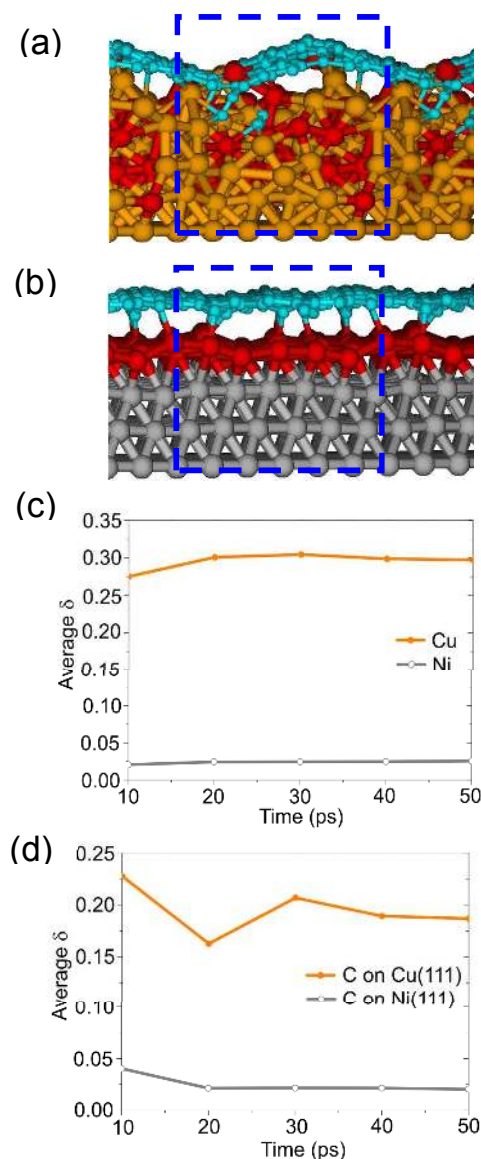 (a)
(b)
(c)
0.35
0.30
0.25
0.20
0.15
0.10
0.05
0.00
Average δ
Cu
Ni
10 20 30 40 50
Time (ps)
(d)
0.25
0.20
0.15
0.10
0.05
0.00
Average δ
C on Cu(111)
C on Ni(111)
10 20 30 40 50
Time (ps)